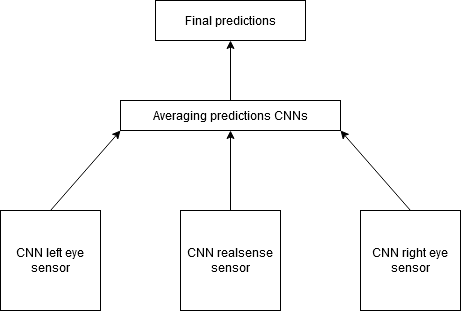 Final predictions
Averaging predictions CNNs
CNN left eye
sensor
CNN realsense
sensor
CNN right eye
sensor